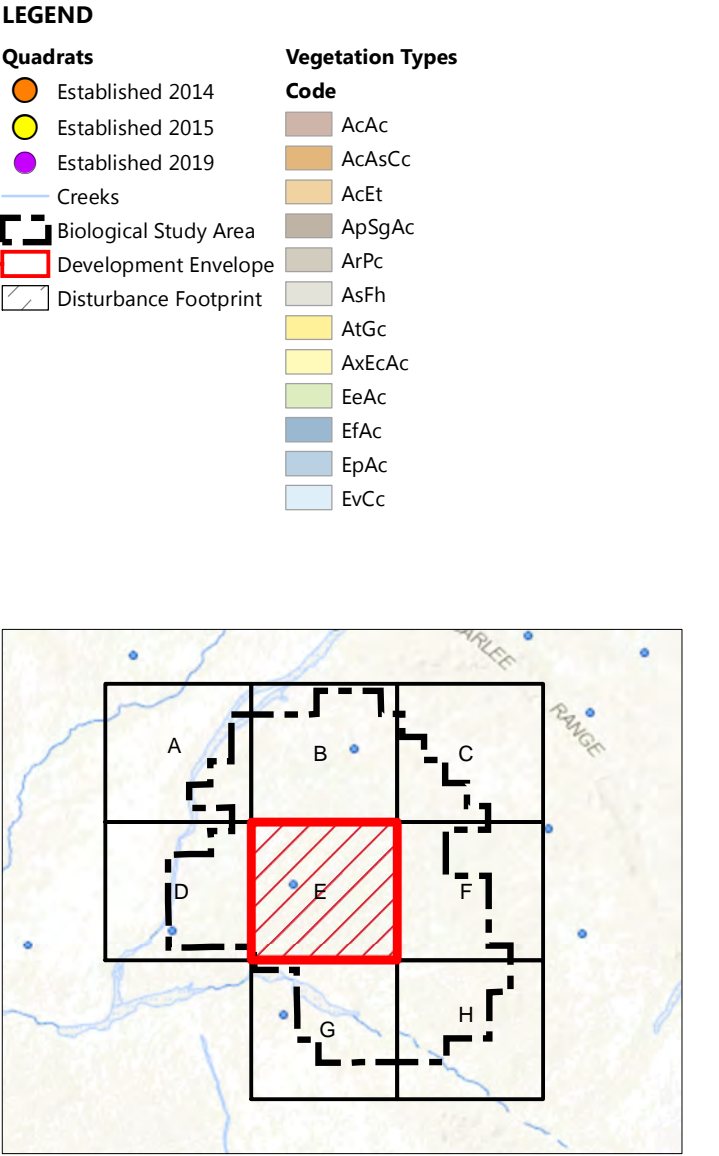 LEGEND
Quadrats
Established 2014
Established 2015
Established 2019
Creeks
Biological Study Area
Development Envelope
Disturbance Footprint
Vegetation Types
Code
AcAc
AcAsCc
AcEt
ApSgAc
ArPc
AsFh
AtGc
AxEcAc
EeAc
EfAc
EpAc
EvCc
ARLEE
RANGE
A
B
C
D
E
F
G
H